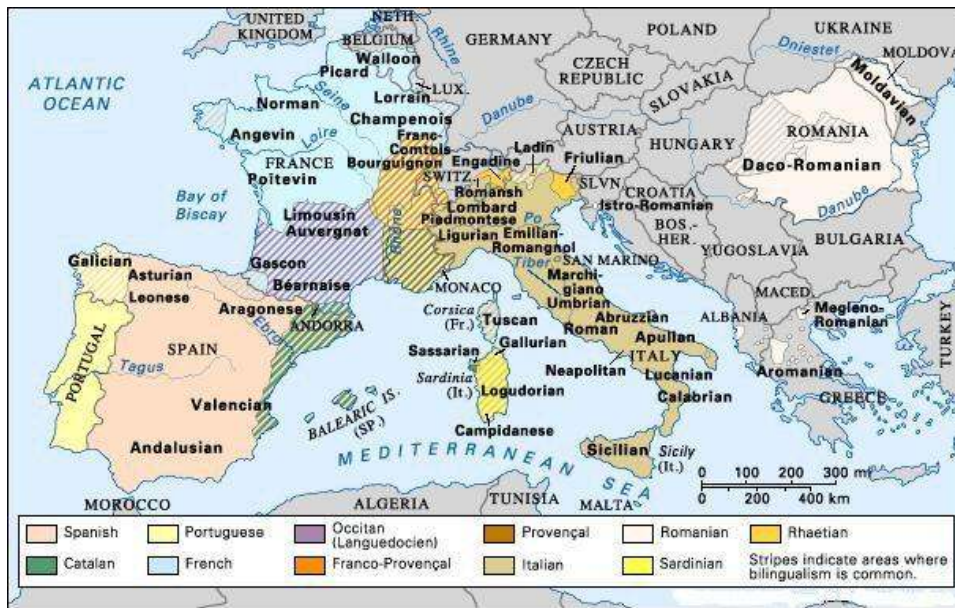 UNITED
KINGDOM
NETH.
BELGIUM
Rhine
GERMANY
POLAND
UKRAINE
Dniester
MOLDOVA
Moldavian
ATLANTIC
OCEAN
Walloon
Picard
LUX.
CZECH
REPUBLIC
SLOVAKIA
Norman
Seine
Lorrain
Champenois
Danube
AUSTRIA
HUNGARY
ROMANIA
Daco-Romanian
Angevin
Loire
Franc-
Comtois
Bourguignon
FRANCE
Poitevin
Ladin
Engadine
Friulian
SWITZ.
Romansh
SLVN.
CROATIA
Istro-Romanian
Danube
Bay of
Biscay
Limousin
Auvergnat
Rhône
Lombard
Piedmontese
Po
Ligurian
Emilian-
Romangnol
BOS.-
HER.
YUGOSLAVIA
BULGARIA
Gascon
Béarnaise
Tiber
SAN MARINO
Marchi-
giano
Umbrian
MONACO
Galician
Asturian
Leonese
Aragonese
ANDORRA
Ebro
Corsica
(Fr.)
Tuscan
Roman
Abruzzian
MACED.
ALBANIA
Megleno-
Romanian
TURKEY
PORTUGAL
SPAIN
Tagus
Gallurian
Sassarian
Sardinia
(It.)
Logudorian
Apulian
ITALY
Neapolitan
Lucanian
Aromanian
GREECE
Valencian
BALEARIC IS.
(SP.)
Calabrian
Campidanese
Andalusian
MEDITERRANEAN SEA
Sicilian
Sicily
(It.)
0 100 200 300 mi
0 200 400 km
MOROCCO
ALGERIA
TUNISIA
MALTA
Spanish
Portuguese
Occitan
(Languedocien)
Provençal
Romanian
Rhaetian
Catalan
French
Franco-Provençal
Italian
Sardinian
Stripes indicate areas where
bilingualism is common.